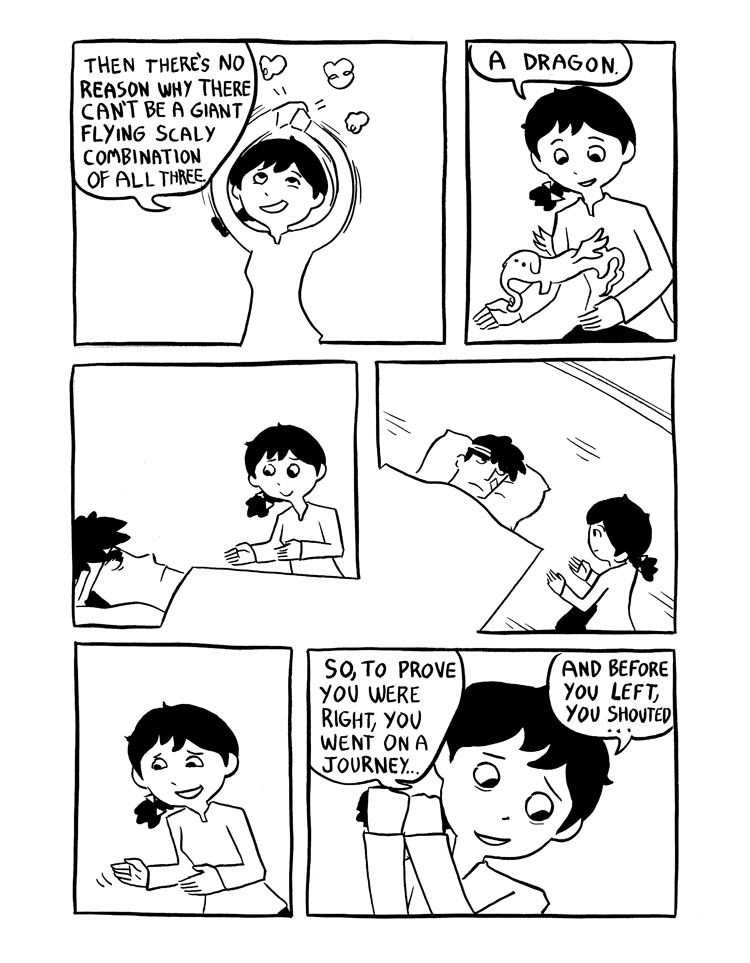 THEN THERE'S NO
REASON WHY THERE
CAN'T BE A GIANT
FLYING SCALY
COMBINATION
OF ALL THREE.
A DRAGON.
SO, TO PROVE
YOU WERE
RIGHT, YOU
WENT ON A
JOURNEY...
AND BEFORE
YOU LEFT,
YOU SHOUTED
...